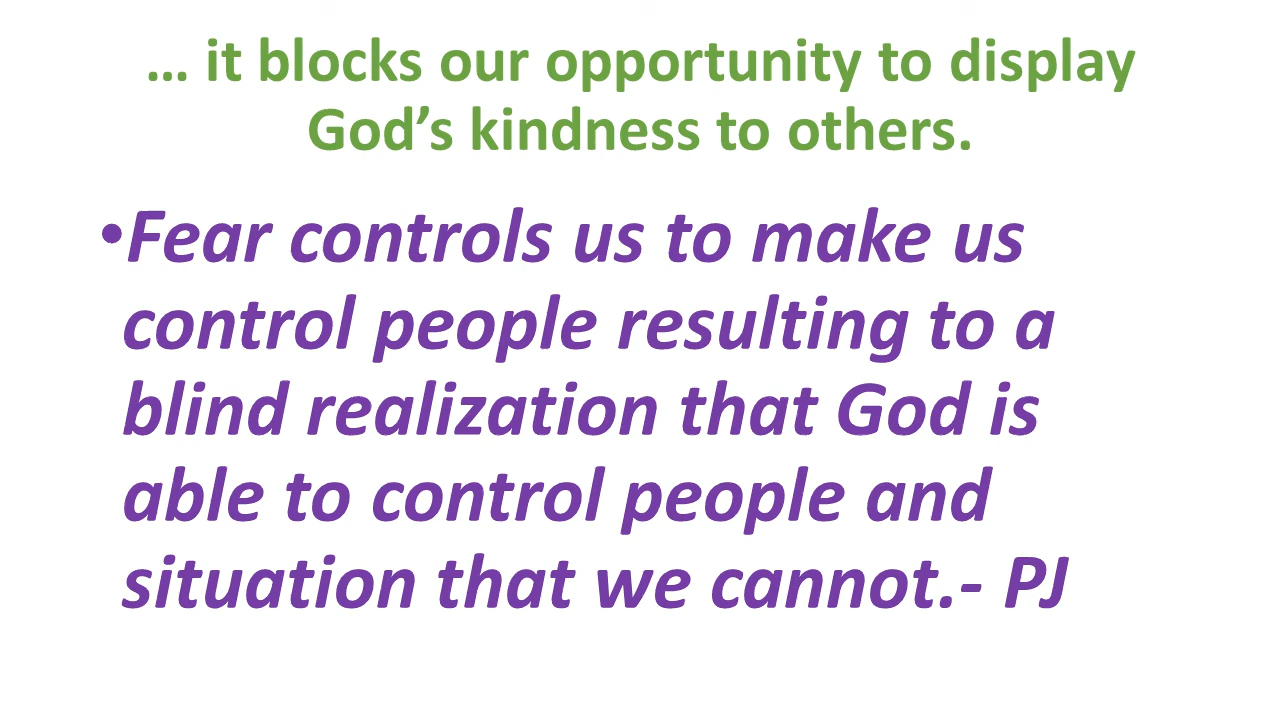 … it blocks our opportunity to display
God’s kindness to others.
•Fear controls us to make us
control people resulting to a
blind realization that God is
able to control people and
situation that we cannot.- PJ